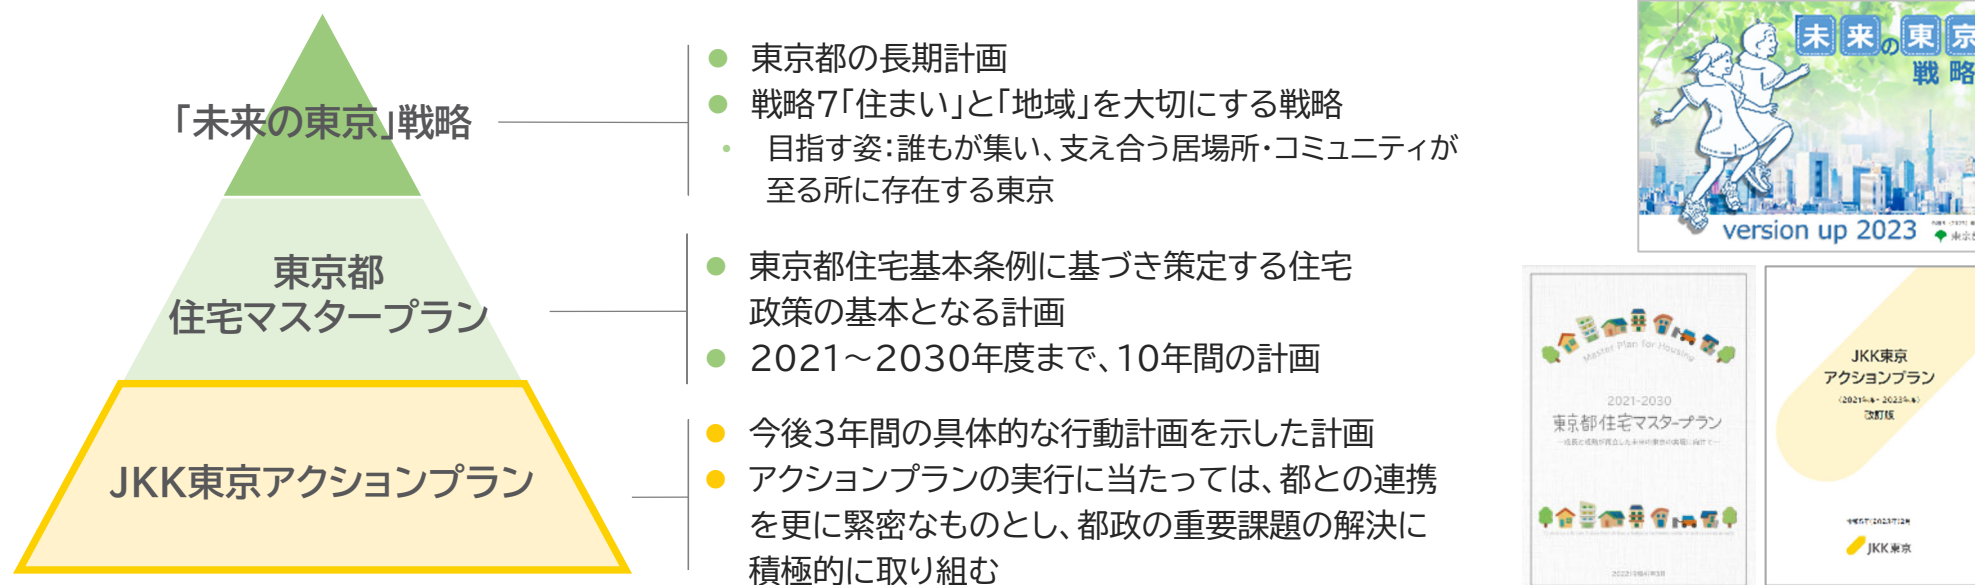 「未来の東京」戦略
● 東京都の長期計画
● 戦略7「住まい」と「地域」を大切にする戦略
・ 目指す姿：誰もが集い、支え合う居場所・コミュニティが
至る所に存在する東京
東京都
住宅マスタープラン
● 東京都住宅基本条例に基づき策定する住宅
政策の基本となる計画
● 2021～2030年度まで、10年間の計画
JKK東京アクションプラン
● 今後3年間の具体的な行動計画を示した計画
● アクションプランの実行に当たっては、都との連携
を更に緊密なものとし、都政の重要課題の解決に
積極的に取り組む
未来の東京
戦略
version up 2023
Master Plan for Housing
2021-2030
東京都住宅マスタープラン
JKK東京
アクションプラン
改訂版
JKK東京